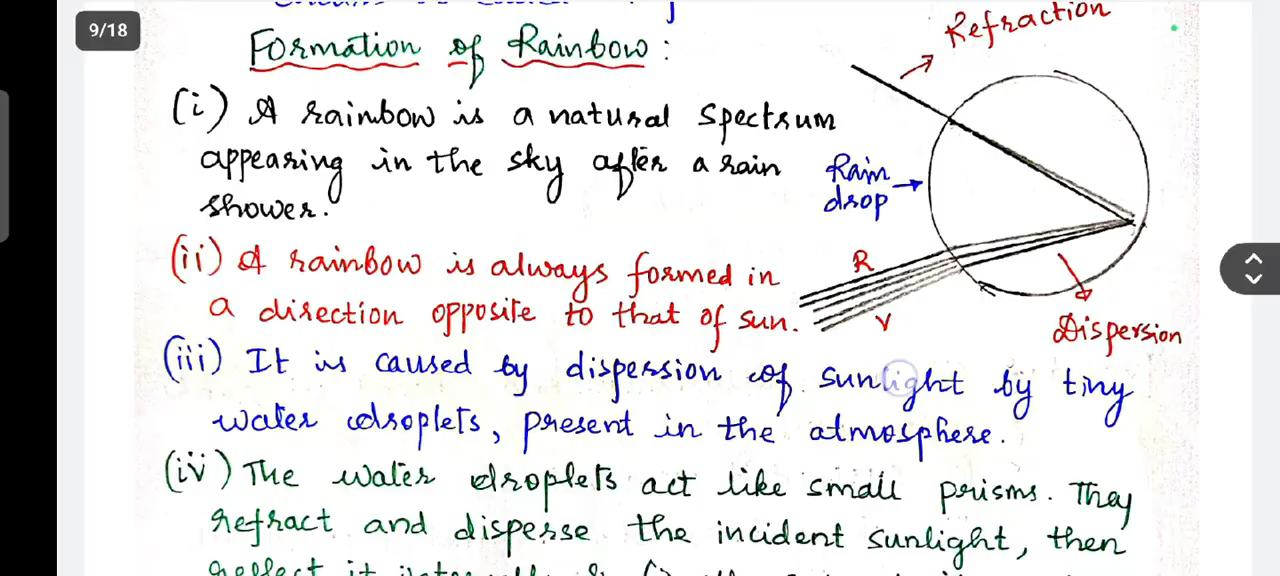 9/18
Formation of Rainbow :
Refraction
(i) A rainbow is a natural spectrum
appearing in the sky after a rain
shower.
Rain
drop
(ii) A rainbow is always formed in
a direction opposite to that of sun.
R
V
Dispersion
(iii) It is caused by dispersion of sunlight by tiny
water droplets, present in the atmosphere.
(iv) The water droplets act like small prisms. They
refract and disperse the incident sunlight, then
reflect it